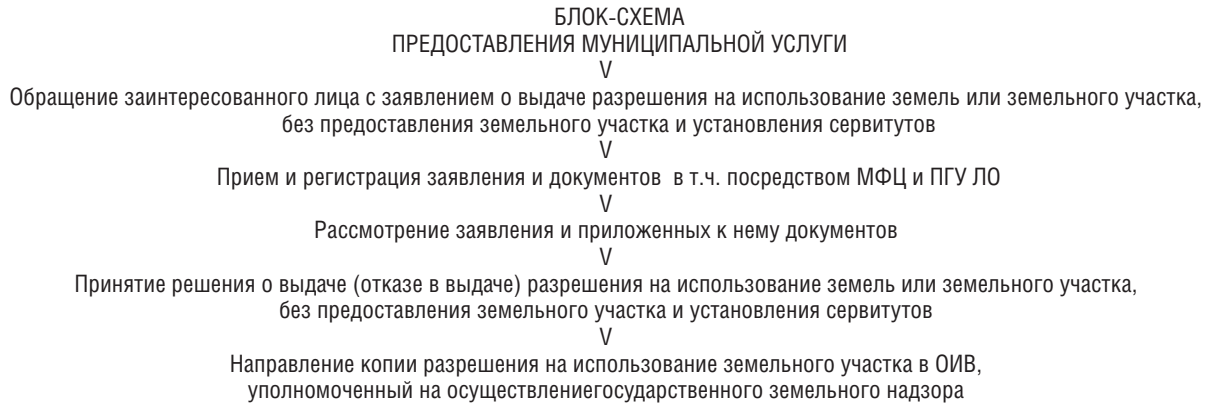 БЛОК-СХЕМА
ПРЕДОСТАВЛЕНИЯ МУНИЦИПАЛЬНОЙ УСЛУГИ
V
Обращение заинтересованного лица с заявлением о выдаче разрешения на использование земель или земельного участка,
без предоставления земельного участка и установления сервитутов
V
Прием и регистрация заявления и документов в т.ч. посредством МФЦ и ПГУ ЛО
V
Рассмотрение заявления и приложенных к нему документов
V
Принятие решения о выдаче (отказе в выдаче) разрешения на использование земель или земельного участка,
без предоставления земельного участка и установления сервитутов
V
Направление копии разрешения на использование земельного участка в ОИВ,
уполномоченный на осуществлениегосударственного земельного надзора